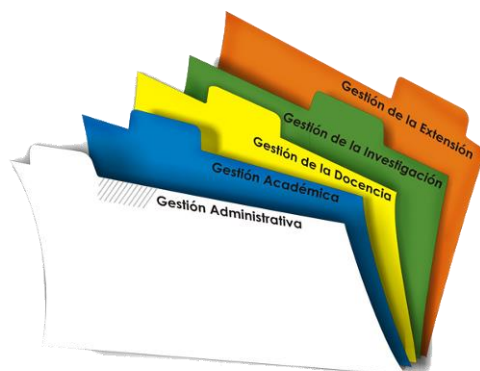 Gestión de la Extensión
Gestión de la Investigación
Gestión de la Docencia
Gestión Académica
Gestión Administrativa